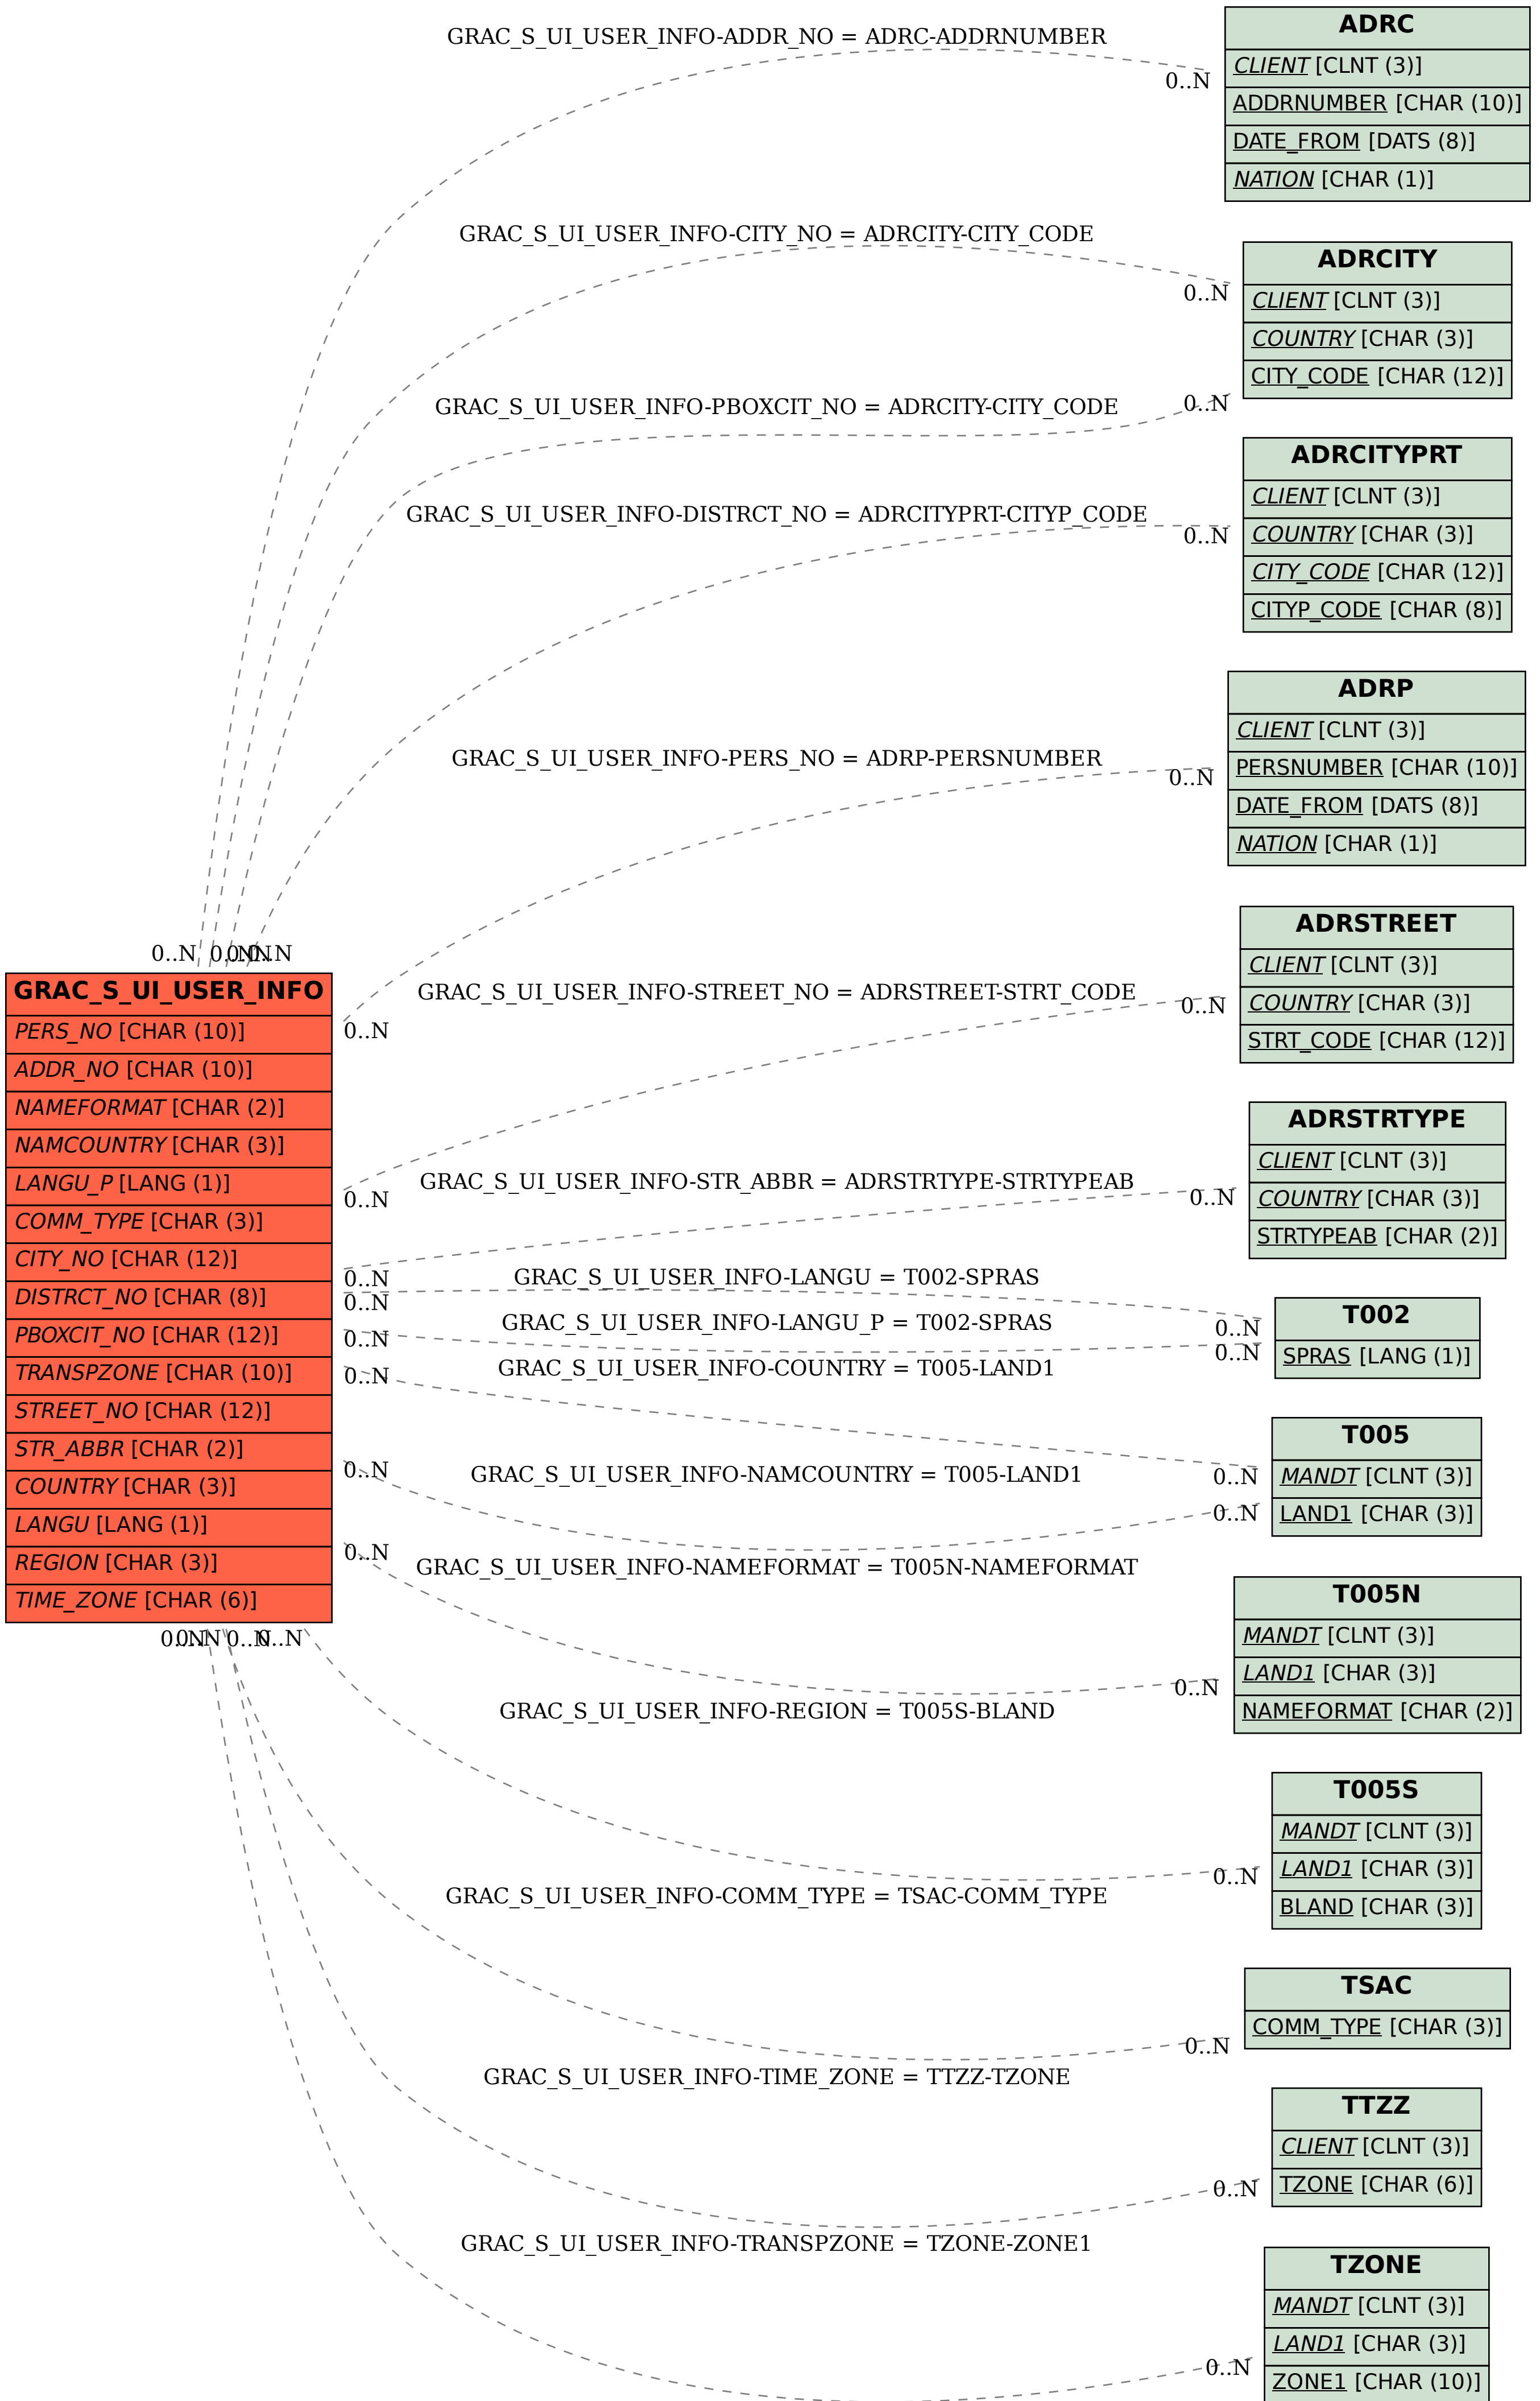 GRAC_S_UI_USER_INFO-ADDR_NO = ADRC-ADDRNUMBER
0..N
ADRC
CLIENT [CLNT (3)]
ADDRNUMBER [CHAR (10)]
DATE_FROM [DATS (8)]
NATION [CHAR (1)]
GRAC_S_UI_USER_INFO-CITY_NO = ADRCITY-CITY_CODE
0..N
ADRCITY
CLIENT [CLNT (3)]
COUNTRY [CHAR (3)]
CITY_CODE [CHAR (12)]
GRAC_S_UI_USER_INFO-PBOXCIT_NO = ADRCITY-CITY_CODE
0..N
GRAC_S_UI_USER_INFO-DISTRCT_NO = ADRCITYPRT-CITYP_CODE
0..N
ADRCITYPRT
CLIENT [CLNT (3)]
COUNTRY [CHAR (3)]
CITY_CODE [CHAR (12)]
CITYP_CODE [CHAR (8)]
GRAC_S_UI_USER_INFO-PERS_NO = ADRP-PERSNUMBER
0..N
ADRP
CLIENT [CLNT (3)]
PERSNUMBER [CHAR (10)]
DATE_FROM [DATS (8)]
NATION [CHAR (1)]
0..N
0..N
0..N
0..N
GRAC_S_UI_USER_INFO
PERS_NO [CHAR (10)]
ADDR_NO [CHAR (10)]
NAMEFORMAT [CHAR (2)]
NAMCOUNTRY [CHAR (3)]
LANGU_P [LANG (1)]
COMM_TYPE [CHAR (3)]
CITY_NO [CHAR (12)]
DISTRCT_NO [CHAR (8)]
PBOXCIT_NO [CHAR (12)]
TRANSPZONE [CHAR (10)]
STREET_NO [CHAR (12)]
STR_ABBR [CHAR (2)]
COUNTRY [CHAR (3)]
LANGU [LANG (1)]
REGION [CHAR (3)]
TIME_ZONE [CHAR (6)]
0..N
0..N
0..N
0..N
0..N
0..N
0..N
0..N
0..N
0..N
0..N
0..N
GRAC_S_UI_USER_INFO-STREET_NO = ADRSTREET-STRT_CODE
0..N
ADRSTREET
CLIENT [CLNT (3)]
COUNTRY [CHAR (3)]
STRT_CODE [CHAR (12)]
GRAC_S_UI_USER_INFO-STR_ABBR = ADRSTRTYPE-STRTYPEAB
0..N
ADRSTRTYPE
CLIENT [CLNT (3)]
COUNTRY [CHAR (3)]
STRTYPEAB [CHAR (2)]
GRAC_S_UI_USER_INFO-LANGU = T002-SPRAS
0..N
GRAC_S_UI_USER_INFO-LANGU_P = T002-SPRAS
0..N
T002
SPRAS [LANG (1)]
GRAC_S_UI_USER_INFO-COUNTRY = T005-LAND1
0..N
GRAC_S_UI_USER_INFO-NAMCOUNTRY = T005-LAND1
0..N
T005
MANDT [CLNT (3)]
LAND1 [CHAR (3)]
GRAC_S_UI_USER_INFO-NAMEFORMAT = T005N-NAMEFORMAT
0..N
T005N
MANDT [CLNT (3)]
LAND1 [CHAR (3)]
NAMEFORMAT [CHAR (2)]
GRAC_S_UI_USER_INFO-REGION = T005S-BLAND
0..N
T005S
MANDT [CLNT (3)]
LAND1 [CHAR (3)]
BLAND [CHAR (3)]
GRAC_S_UI_USER_INFO-COMM_TYPE = TSAC-COMM_TYPE
0..N
TSAC
COMM_TYPE [CHAR (3)]
GRAC_S_UI_USER_INFO-TIME_ZONE = TTZZ-TZONE
0..N
TTZZ
CLIENT [CLNT (3)]
TZONE [CHAR (6)]
GRAC_S_UI_USER_INFO-TRANSPZONE = TZONE-ZONE1
0..N
TZONE
MANDT [CLNT (3)]
LAND1 [CHAR (3)]
ZONE1 [CHAR (10)]